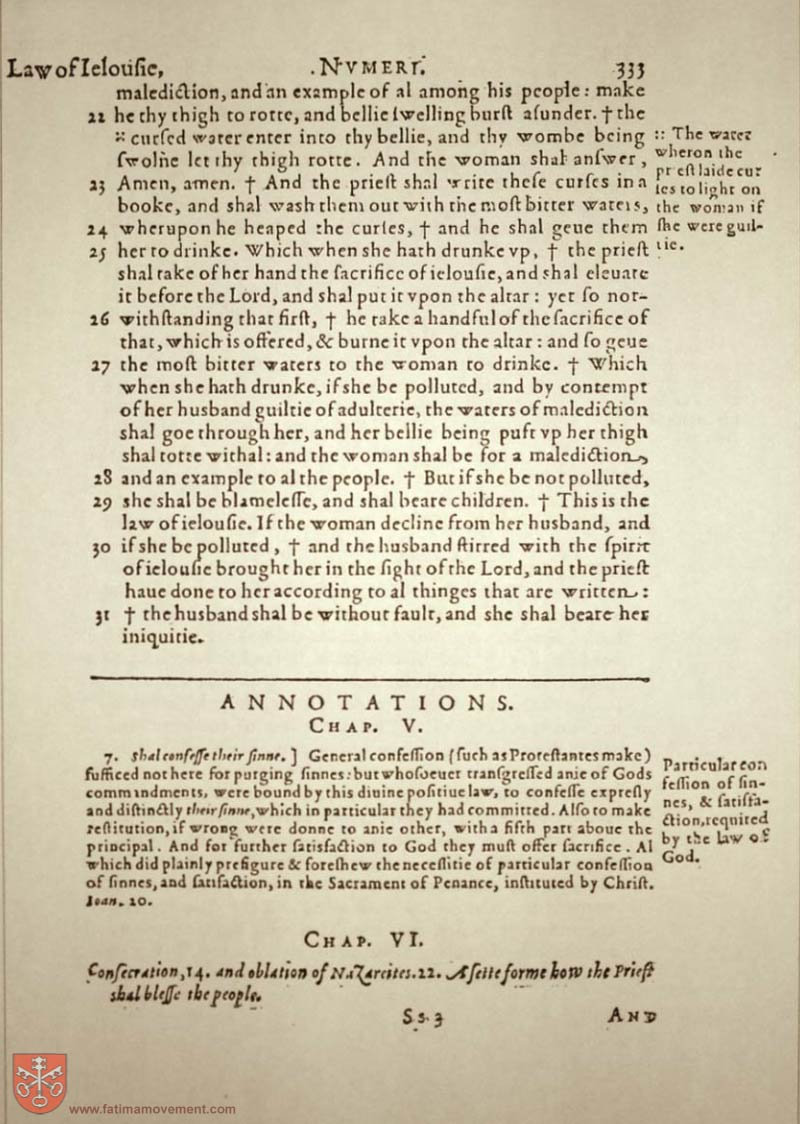 Law of Ielousie, NVMERI. 333
malediction, and an example of al among his people: make
22 he thy thigh to rotte, and bellie swelling burst asunder. † the
:: cursed water enter into thy bellie, and thy wombe being
swolne let thy thigh rotte. And the woman shal answer,
23 Amen, amen. † And the priest shal write these curses in a
booke, and shal wash them out with the most bitter waters,
24 wherupon he heaped the curses, † and he shal geue them
25 her to drinke. Which when she hath drunke vp, † the priest
shal take of her hand the sacrifice of ielousie, and shal eleuate
it before the Lord, and shal put it vpon the altar: yet so not-
26 withstanding that first, † he take a handful of the sacrifice of
that, which is offered, & burne it vpon the altar: and so geue
27 the most bitter waters to the woman to drinke. † Which
when she hath drunke, if she be polluted, and by contempt
of her husband guiltie of adulterie, the waters of malediction
shal goe through her, and her bellie being puft vp her thigh
shal rotte withal: and the woman shal be for a malediction,
28 and an example to al the people. † But if she be not polluted,
29 she shal be blamelesse, and shal beare children. † This is the
law of ielousie. If the woman decline from her husband, and
30 if she be polluted, † and the husband stirred with the spirit
of ielousie brought her in the sight of the Lord, and the priest
haue done to her according to al thinges that are written:
31 † the husband shal be without fault, and she shal beare her
iniquitie.
:: The water
wheron the
priest laide cur
ses to light on
the woman if
she were guil-
tie.
ANNOTATIONS.
CHAP. V.
7. shal confesse their sinne.] General confession (such as Protestantes make)
sufficed not here for purging sinnes: but whosoeuer transgressed anie of Gods
commandments, were bound by this diuine positiue law, to confesse expresly
and distinctly their sinne, which in particular they had committed. Also to make
restitution, if wrong were donne to anie other, with a fifth part aboue the
principal. And for further satisfaction to God they must offer sacrifice. Al
which did plainly prefigure & foreshew the necessitie of particular confession
of sinnes, and satisfaction, in the Sacrament of Penance, instituted by Christ.
Ioan. 20.
Particular con
fession of sin-
nes, & satisfa-
ction, required
by the law of
God.
CHAP. VI.
Consecration, 14. and oblation of Nazareites. 22. A sette forme how the Priest
shal blesse the people.
Ss 3 AND
www.fatimamovement.com